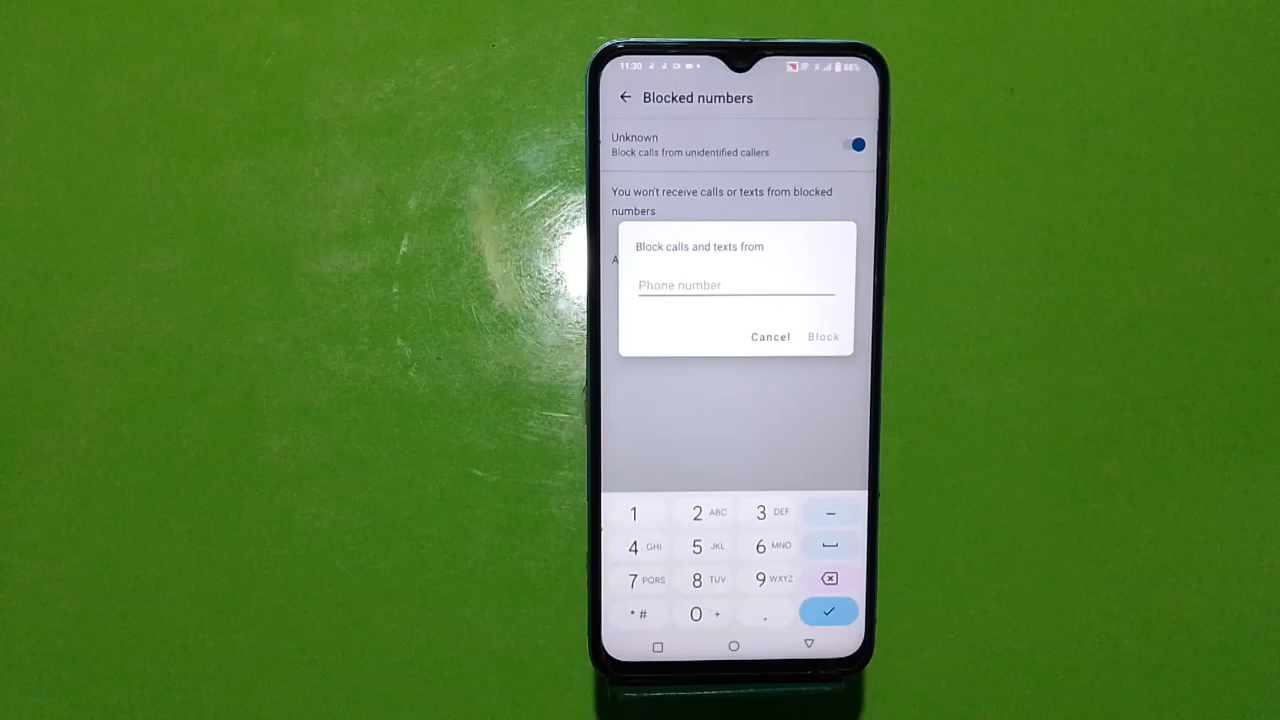 11:30
88%
Blocked numbers
Unknown
Block calls from unidentified callers
You won't receive calls or texts from blocked
numbers
A
Block calls and texts from
Phone number
Cancel Block
1 2 ABC 3 DEF –
4 GHI 5 JKL 6 MNO
7 PQRS 8 TUV 9 WXYZ
* # 0 + .